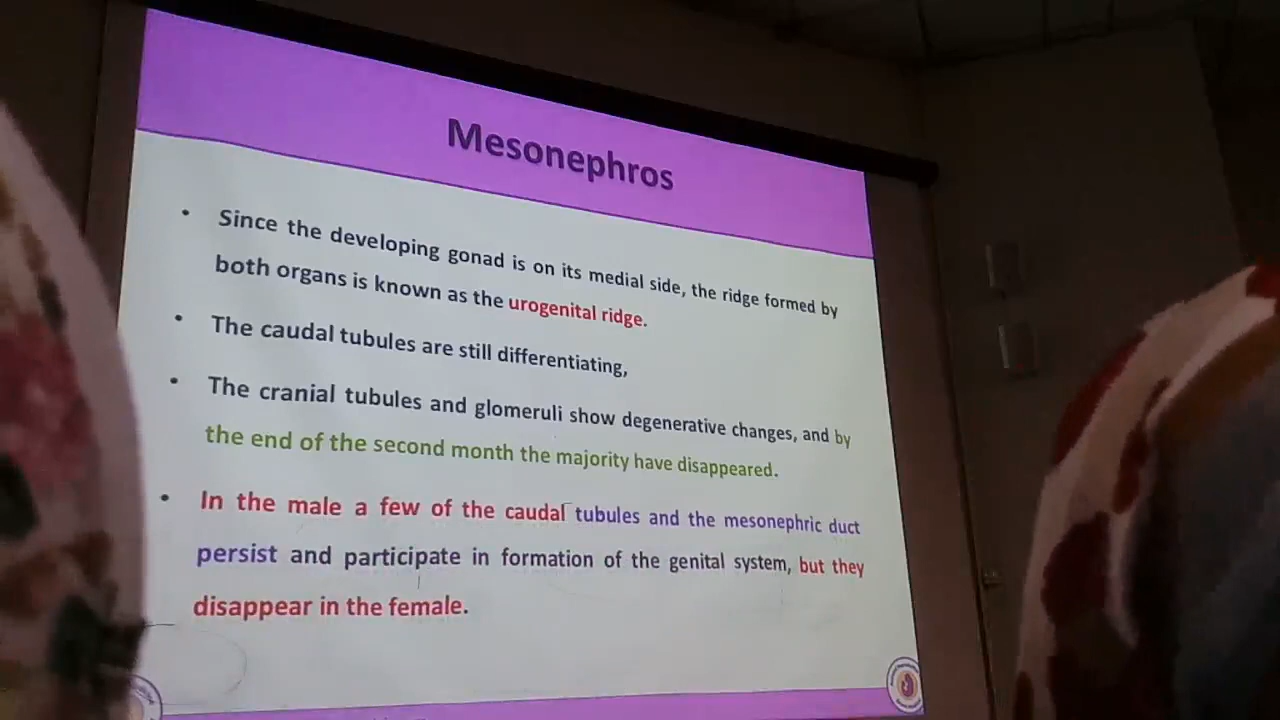 Mesonephros
• Since the developing gonad is on its medial side, the ridge formed by
both organs is known as the urogenital ridge.
• The caudal tubules are still differentiating,
• The cranial tubules and glomeruli show degenerative changes, and by
the end of the second month the majority have disappeared.
• In the male a few of the caudal tubules and the mesonephric duct
persist and participate in formation of the genital system, but they
disappear in the female.